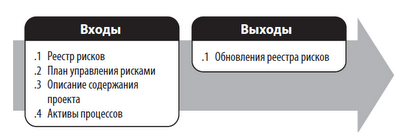 Входы
.1 Реестр рисков
.2 План управления рисками
.3 Описание содержания
проекта
.4 Активы процессов
Выходы
.1 Обновления реестра рисков